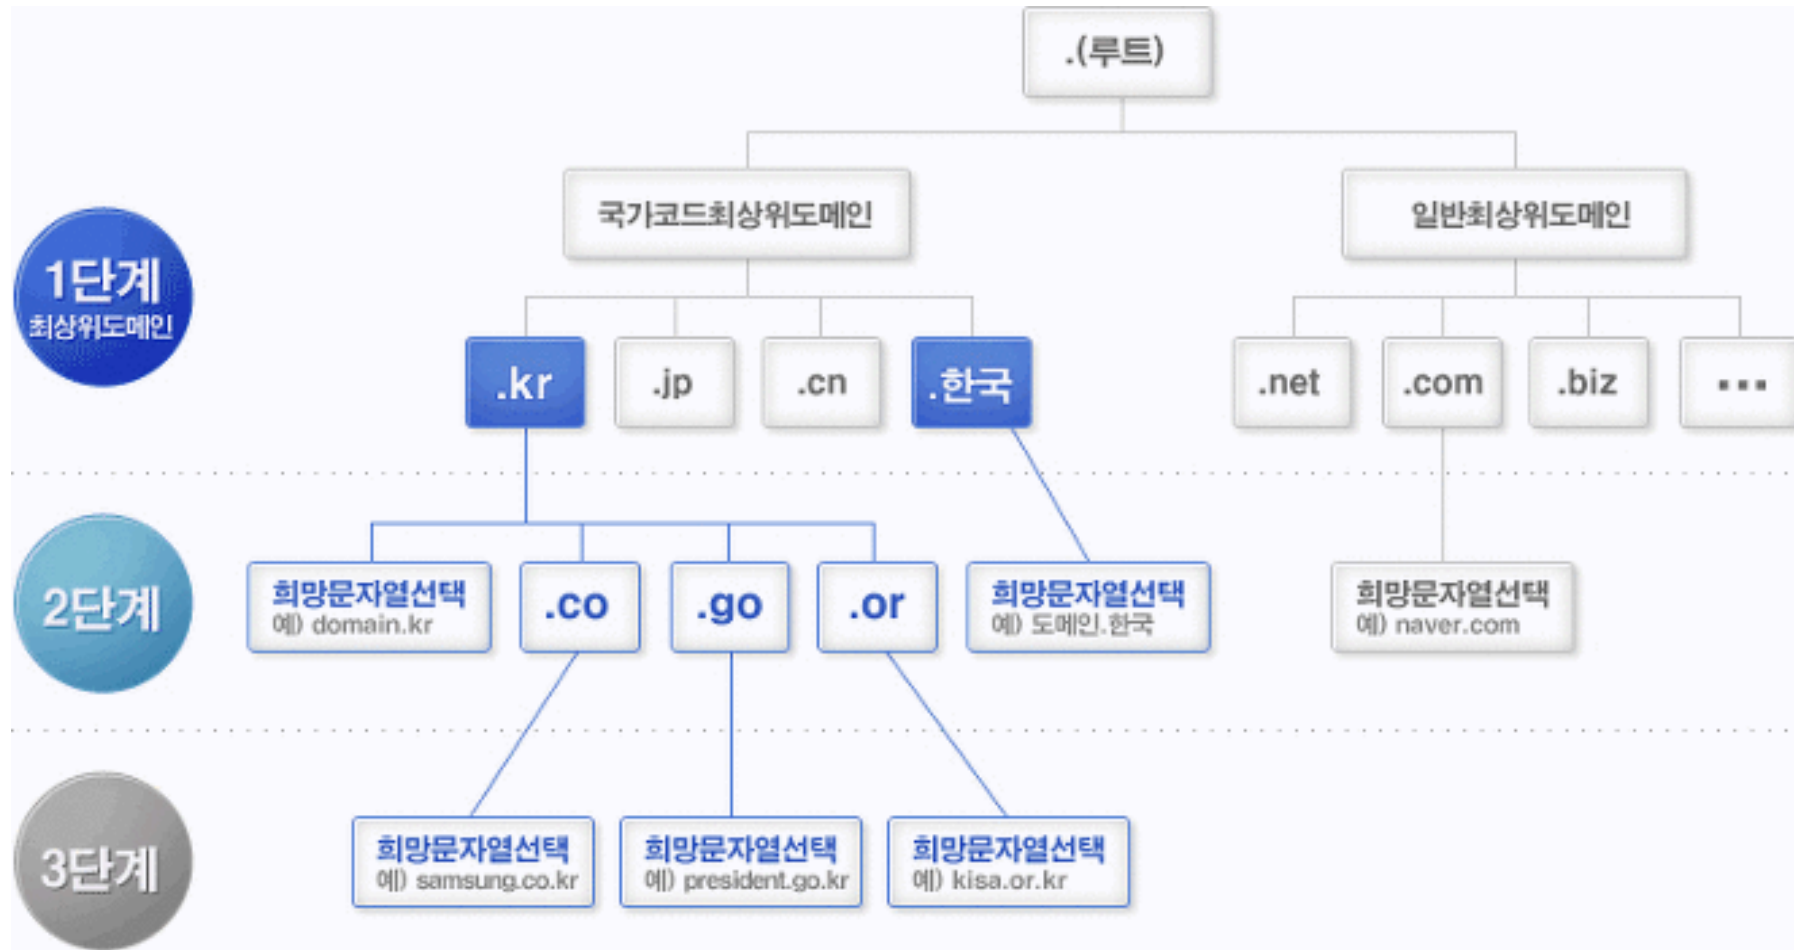 .(루트)
국가코드최상위도메인
일반최상위도메인
1단계
최상위도메인
.kr
.jp
.cn
.한국
.net
.com
.biz
...
2단계
희망문자열선택
예) domain.kr
.co
.go
.or
희망문자열선택
예) 도메인.한국
희망문자열선택
예) naver.com
3단계
희망문자열선택
예) samsung.co.kr
희망문자열선택
예) president.go.kr
희망문자열선택
예) kisa.or.kr